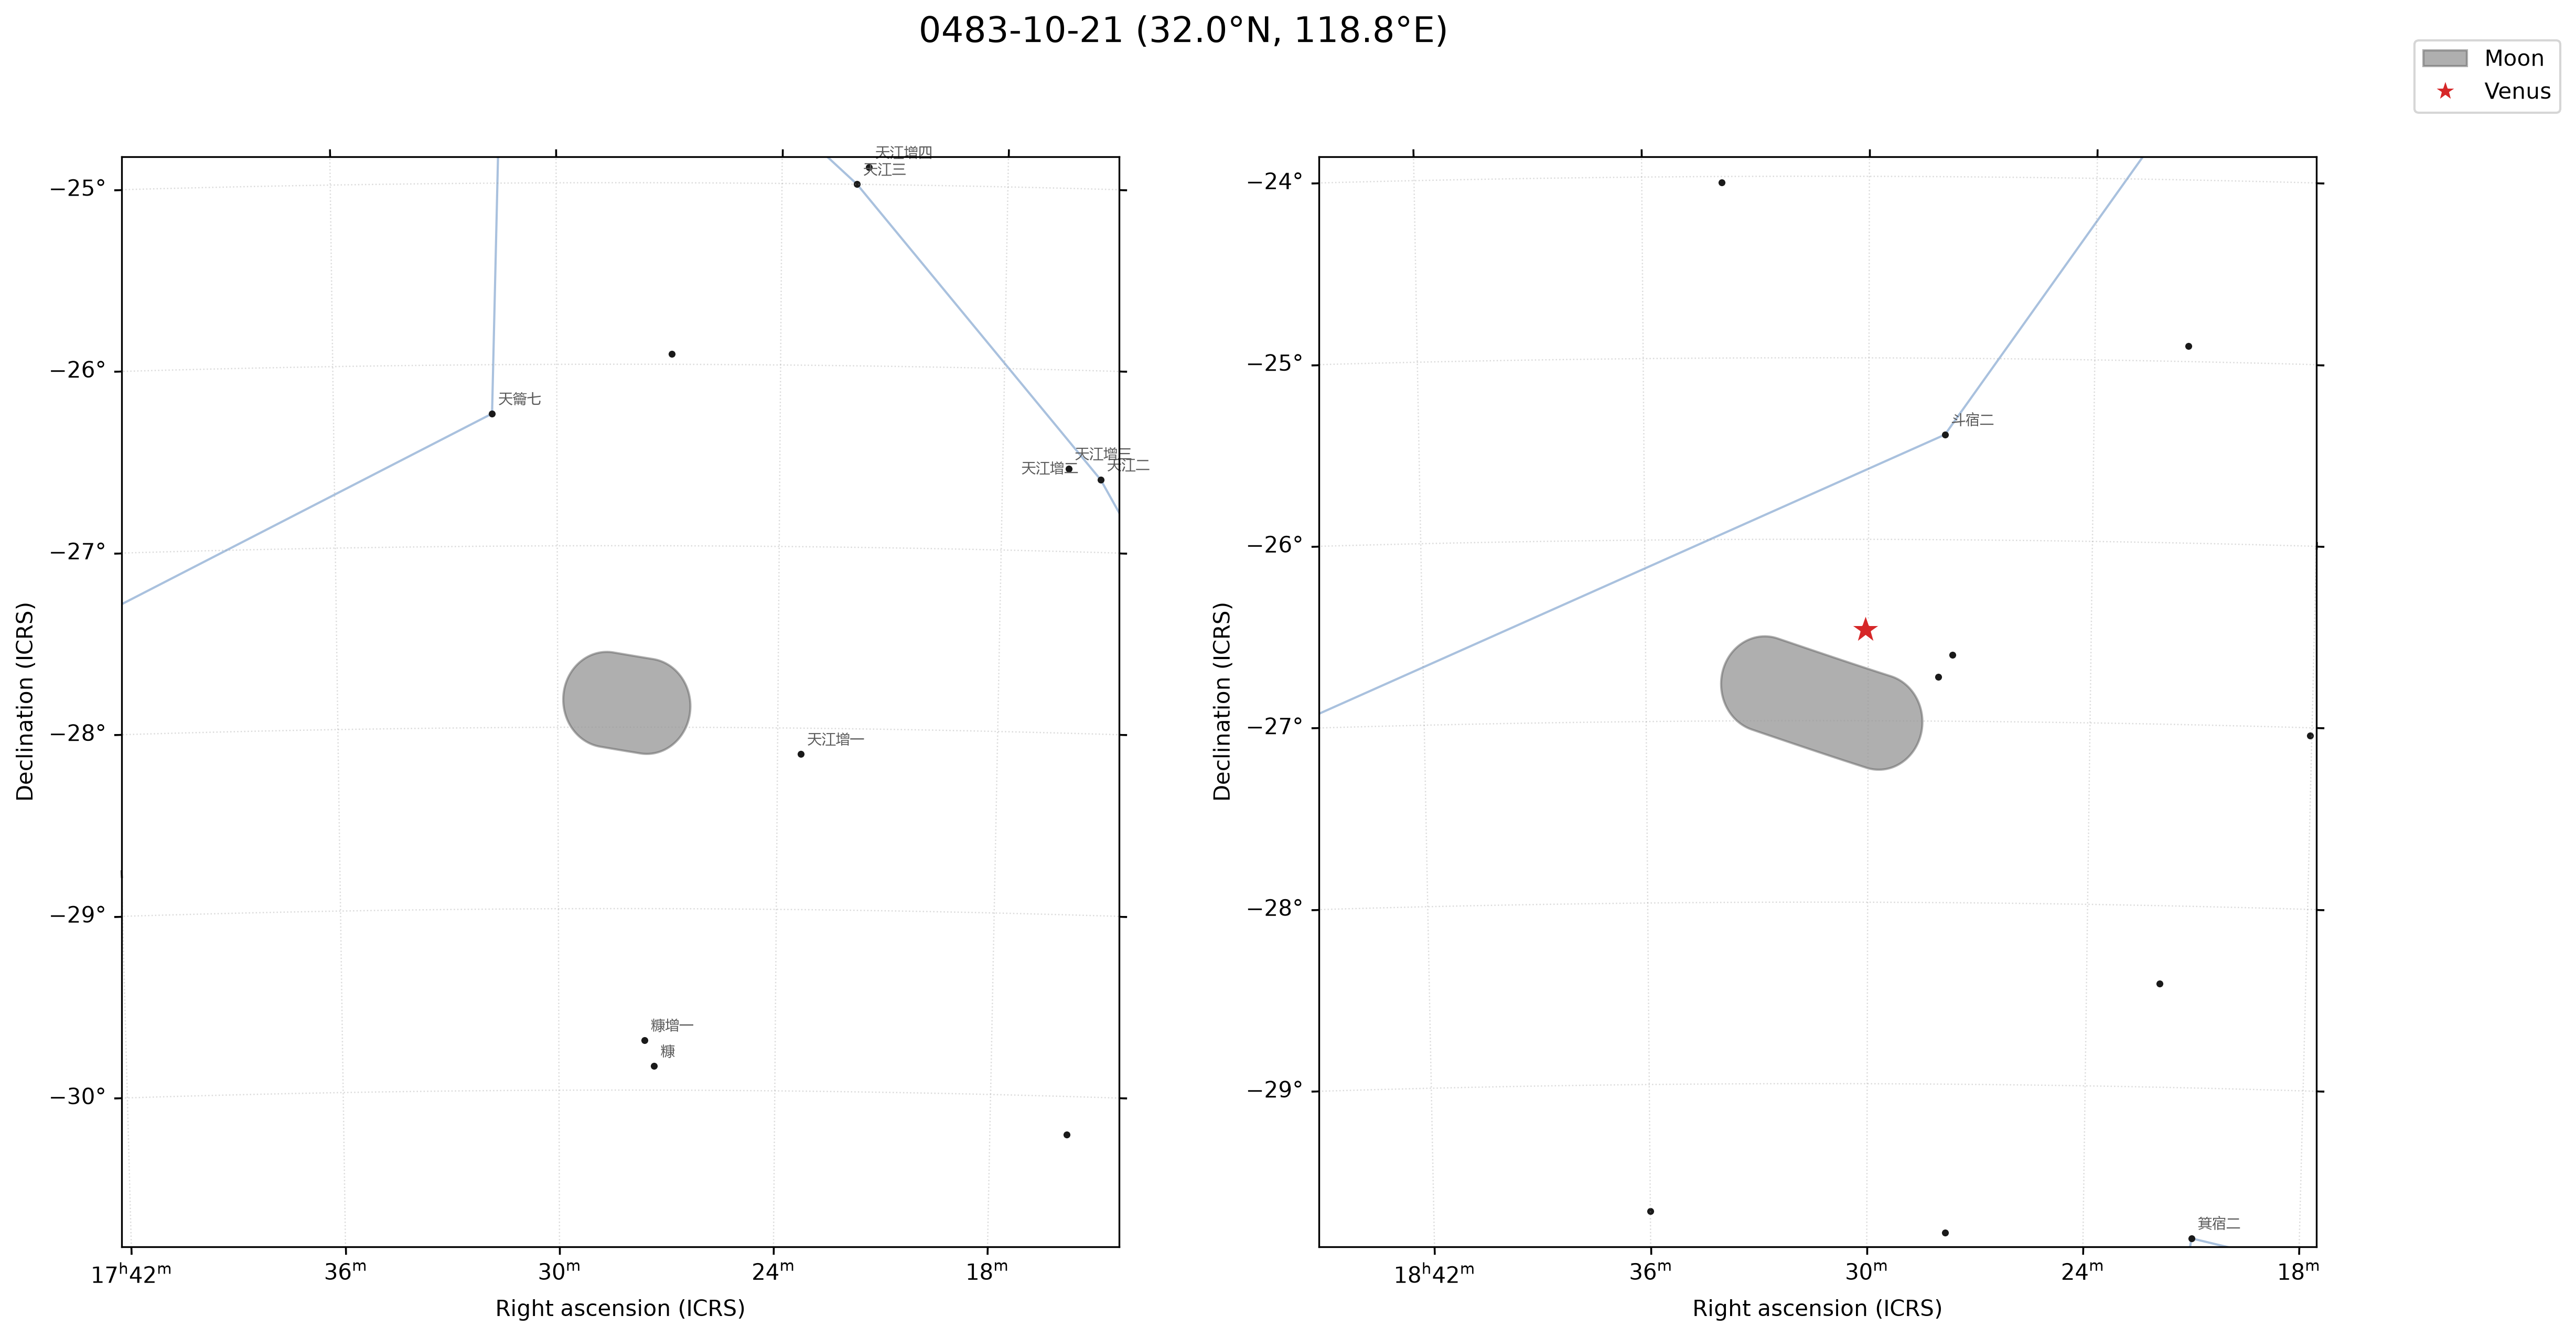 0483-10-21 (32.0°N, 118.8°E)
Moon
Venus
天江增四
天江三
−25°
−26°
天籥七
天江增三
天江增二
天江二
−27°
−28°
天江增一
−29°
糠增一
糠
−30°
Declination (ICRS)
17ʰ42ᵐ 36ᵐ 30ᵐ 24ᵐ 18ᵐ
Right ascension (ICRS)
−24°
−25°
斗宿二
−26°
−27°
−28°
−29°
箕宿二
Declination (ICRS)
18ʰ42ᵐ 36ᵐ 30ᵐ 24ᵐ 18ᵐ
Right ascension (ICRS)